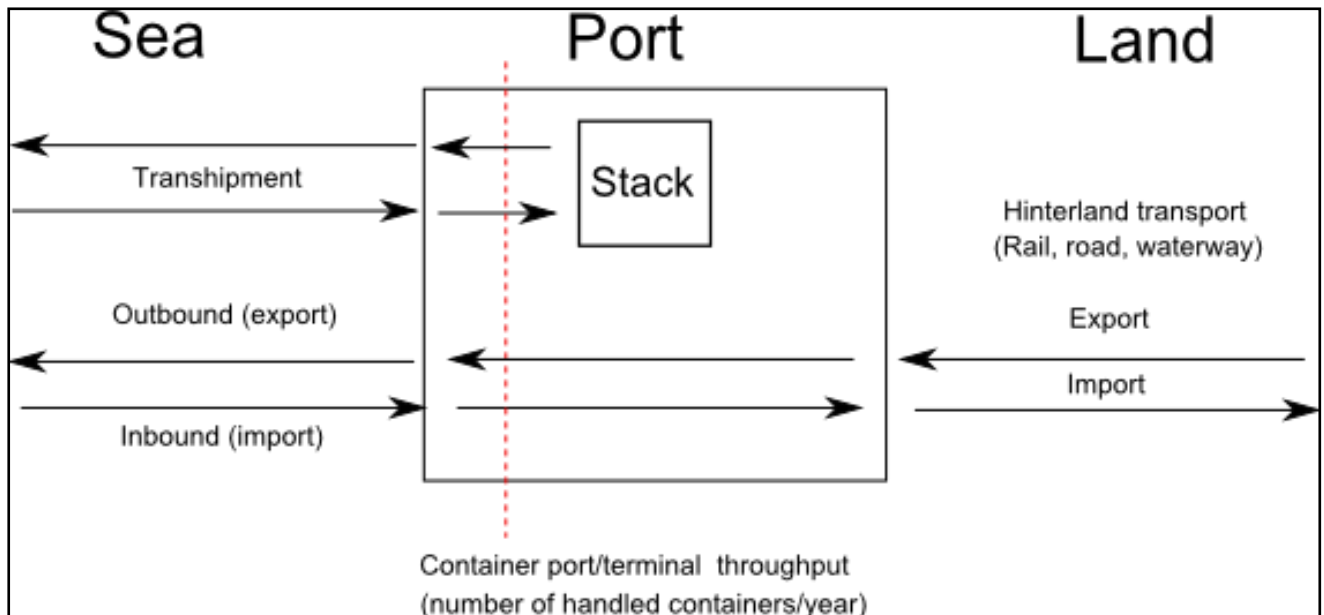 Sea
Port
Land
Transhipment
Stack
Hinterland transport
(Rail, road, waterway)
Outbound (export)
Export
Import
Inbound (import)
Container port/terminal throughput
(number of handled containers/year)